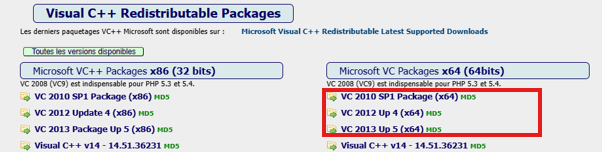 Visual C++ Redistributable Packages
Les derniers paquetages VC++ Microsoft sont disponibles sur : Microsoft Visual C++ Redistributable Latest Supported Downloads
Toutes les versions disponibles
Microsoft VC++ Packages x86 (32 bits)
VC 2008 (VC9) est indispensable pour PHP 5.3 et 5.4.
VC 2010 SP1 Package (x86) MD5
VC 2012 Update 4 (x86) MD5
VC 2013 Package Up 5 (x86) MD5
Visual C++ v14 - 14.51.36231 MD5
Microsoft VC Packages x64 (64bits)
VC 2008 (VC9) est indispensable pour PHP 5.3 et 5.4.
VC 2010 SP1 Package (x64) MD5
VC 2012 Up 4 (x64) MD5
VC 2013 Up 5 (x64) MD5
Visual C++ v14 - 14.51.36231 MD5